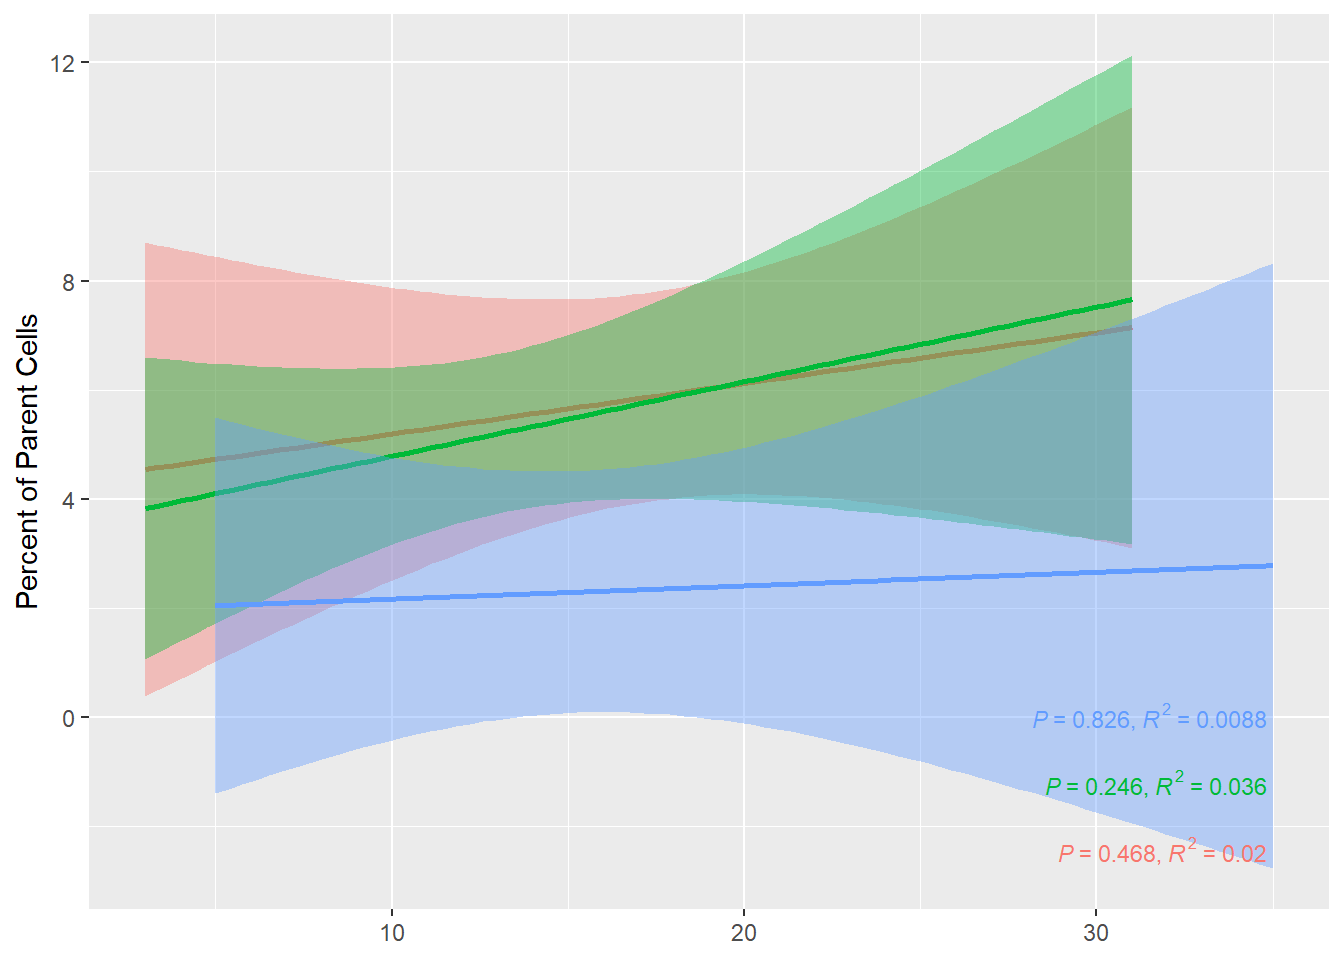 12
8
Percent of Parent Cells
4
0
P = 0.826, R² = 0.0088
P = 0.246, R² = 0.036
P = 0.468, R² = 0.02
10 20 30